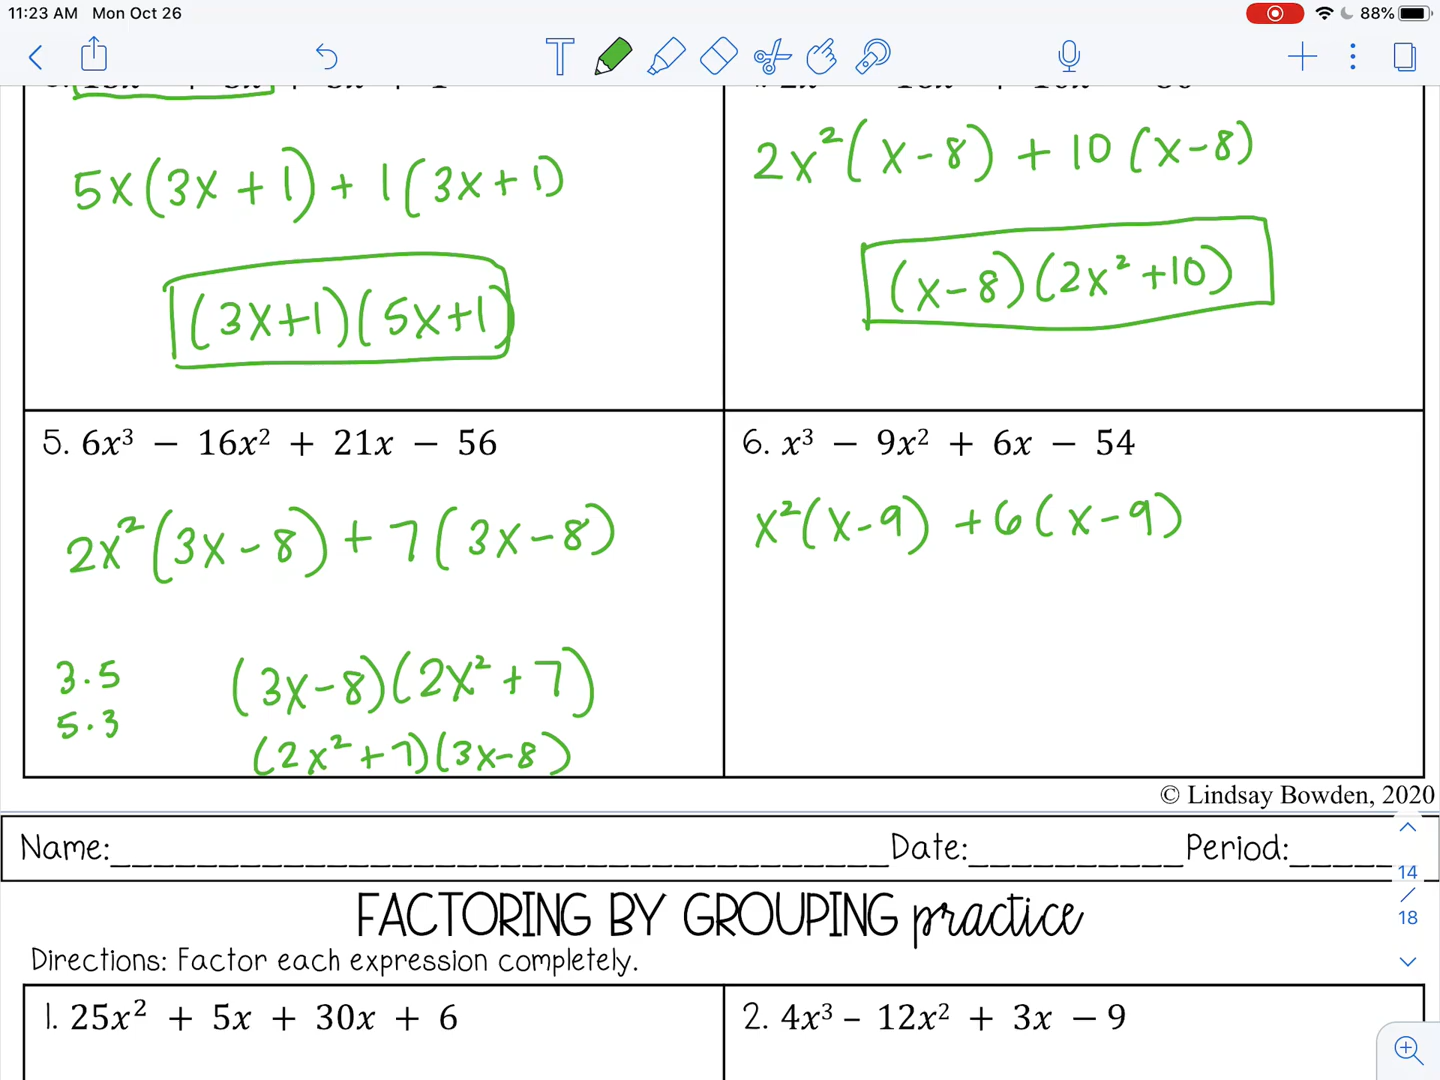 11:23 AM Mon Oct 26 88%
5x(3x+1)+1(3x+1)
(3x+1)(5x+1)
2x²(x-8)+10(x-8)
(x-8)(2x²+10)
5. 6x³ − 16x² + 21x − 56
2x²(3x-8)+7(3x-8)
3.5
5.3
(3x-8)(2x²+7)
(2x²+7)(3x-8)
6. x³ − 9x² + 6x − 54
x²(x-9)+6(x-9)
© Lindsay Bowden, 2020
Name:_________________________________Date:__________Period:_____
14
/
18
FACTORING BY GROUPING practice
Directions: Factor each expression completely.
1. 25x² + 5x + 30x + 6
2. 4x³ – 12x² + 3x − 9